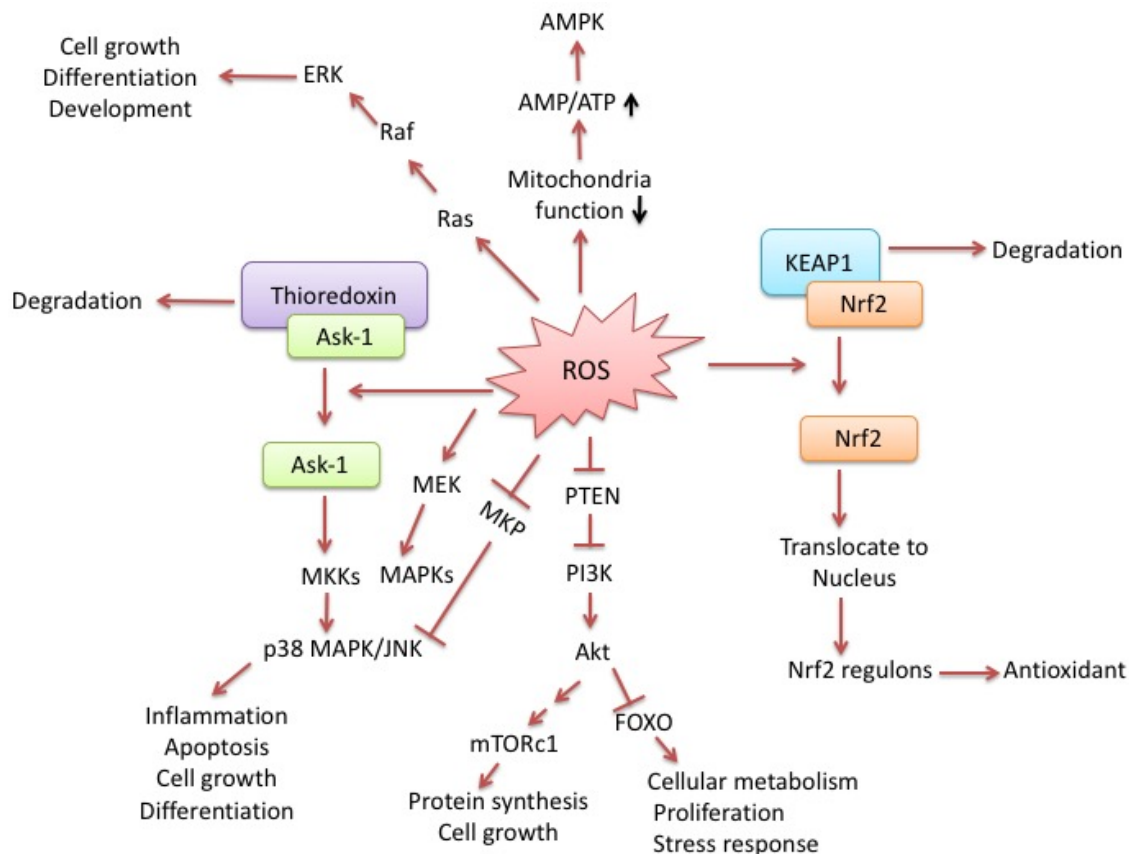 AMPK
Cell growth
Differentiation
Development
ERK
AMP/ATP
Raf
Mitochondria
function
Ras
KEAP1
Degradation
Nrf2
Degradation
Thioredoxin
Ask-1
ROS
Nrf2
Ask-1
MEK
MKP
PTEN
Translocate to
Nucleus
MKKs
MAPKs
PI3K
p38 MAPK/JNK
Akt
Nrf2 regulons
Antioxidant
Inflammation
Apoptosis
Cell growth
Differentiation
mTORc1
FOXO
Protein synthesis
Cell growth
Cellular metabolism
Proliferation
Stress response